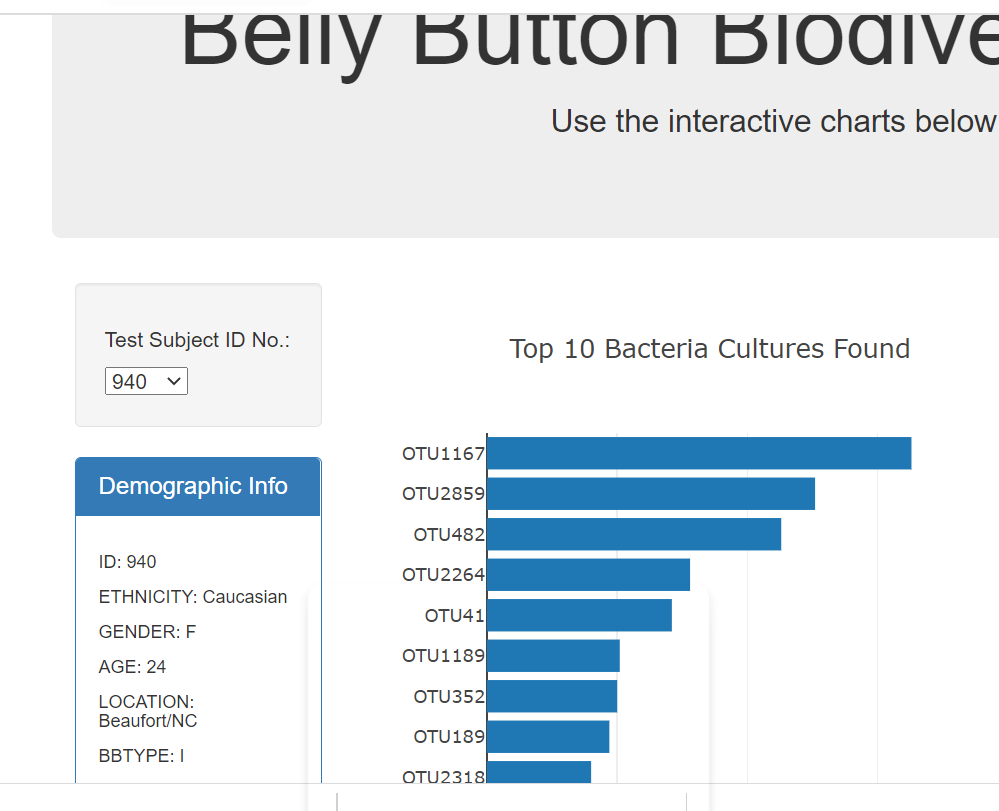 Belly Button Biodive
Use the interactive charts below
Test Subject ID No.:
940
Demographic Info
ID: 940
ETHNICITY: Caucasian
GENDER: F
AGE: 24
LOCATION:
Beaufort/NC
BBTYPE: I
Top 10 Bacteria Cultures Found
OTU1167
OTU2859
OTU482
OTU2264
OTU41
OTU1189
OTU352
OTU189
OTU2318